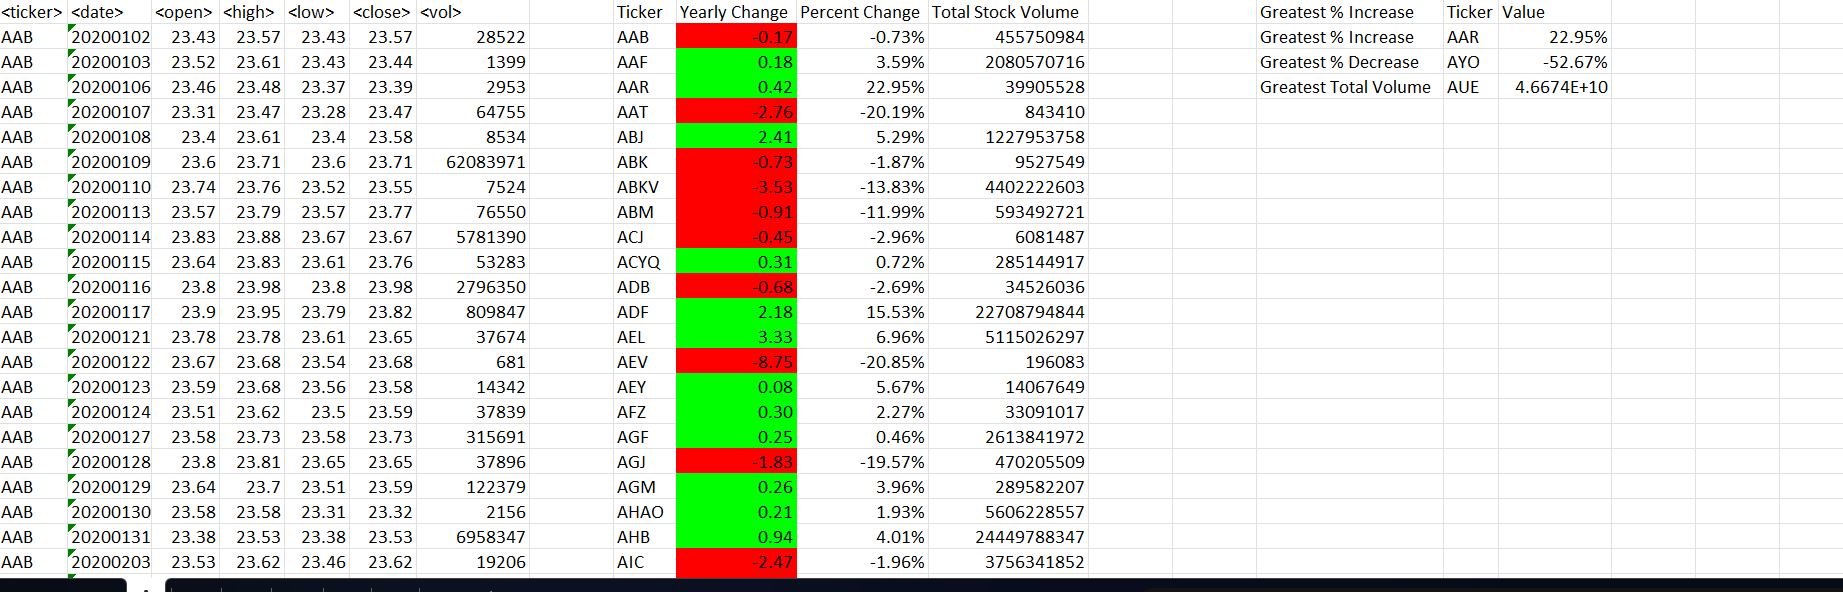 <ticker> <date> <open> <high> <low> <close> <vol> Ticker Yearly Change Percent Change Total Stock Volume Greatest % Increase Ticker Value
AAB 20200102 23.43 23.57 23.43 23.57 28522 AAB -0.17 -0.73% 455750984 Greatest % Increase AAR 22.95%
AAB 20200103 23.52 23.61 23.43 23.44 1399 AAF 0.18 3.59% 2080570716 Greatest % Decrease AYO -52.67%
AAB 20200106 23.46 23.48 23.37 23.39 2953 AAR 0.42 22.95% 39905528 Greatest Total Volume AUE 4.6674E+10
AAB 20200107 23.31 23.47 23.28 23.47 64755 AAT -2.76 -20.19% 843410
AAB 20200108 23.4 23.61 23.4 23.58 8534 ABJ 2.41 5.29% 1227953758
AAB 20200109 23.6 23.71 23.6 23.71 62083971 ABK -0.73 -1.87% 9527549
AAB 20200110 23.74 23.76 23.52 23.55 7524 ABKV -3.53 -13.83% 4402222603
AAB 20200113 23.57 23.79 23.57 23.77 76550 ABM -0.91 -11.99% 593492721
AAB 20200114 23.83 23.88 23.67 23.67 5781390 ACJ -0.45 -2.96% 6081487
AAB 20200115 23.64 23.83 23.61 23.76 53283 ACYQ 0.31 0.72% 285144917
AAB 20200116 23.8 23.98 23.8 23.98 2796350 ADB -0.68 -2.69% 34526036
AAB 20200117 23.9 23.95 23.79 23.82 809847 ADF 2.18 15.53% 22708794844
AAB 20200121 23.78 23.78 23.61 23.65 37674 AEL 3.33 6.96% 5115026297
AAB 20200122 23.67 23.68 23.54 23.68 681 AEV -8.75 -20.85% 196083
AAB 20200123 23.59 23.68 23.56 23.58 14342 AEY 0.08 5.67% 14067649
AAB 20200124 23.51 23.62 23.5 23.59 37839 AFZ 0.30 2.27% 33091017
AAB 20200127 23.58 23.73 23.58 23.73 315691 AGF 0.25 0.46% 2613841972
AAB 20200128 23.8 23.81 23.65 23.65 37896 AGJ -1.83 -19.57% 470205509
AAB 20200129 23.64 23.7 23.51 23.59 122379 AGM 0.26 3.96% 289582207
AAB 20200130 23.58 23.58 23.31 23.32 2156 AHAO 0.21 1.93% 5606228557
AAB 20200131 23.38 23.53 23.38 23.53 6958347 AHB 0.94 4.01% 24449788347
AAB 20200203 23.53 23.62 23.46 23.62 19206 AIC -2.47 -1.96% 3756341852